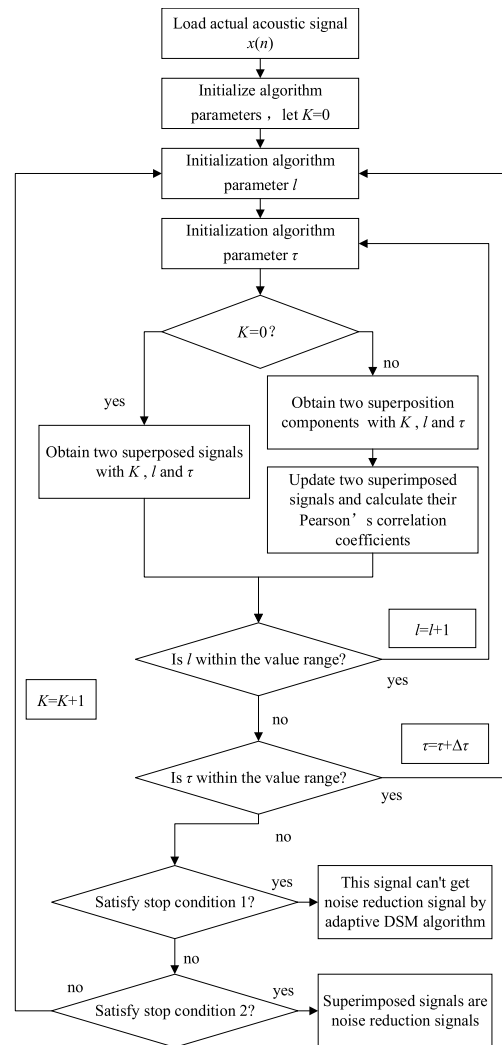 Load actual acoustic signal
x(n)
Initialize algorithm
parameters ，let K=0
Initialization algorithm
parameter l
Initialization algorithm
parameter τ
K=0？
no
yes
Obtain two superposition
components with K , l and τ
Obtain two superposed signals
with K , l and τ
Update two superimposed
signals and calculate their
Pearson’s correlation
coefficients
l=l+1
Is l within the value range?
yes
K=K+1
no
τ=τ+Δτ
Is τ within the value range?
yes
no
Satisfy stop condition 1?
yes
This signal can't get
noise reduction signal by
adaptive DSM algorithm
no
no
Satisfy stop condition 2?
yes
Superimposed signals are
noise reduction signals